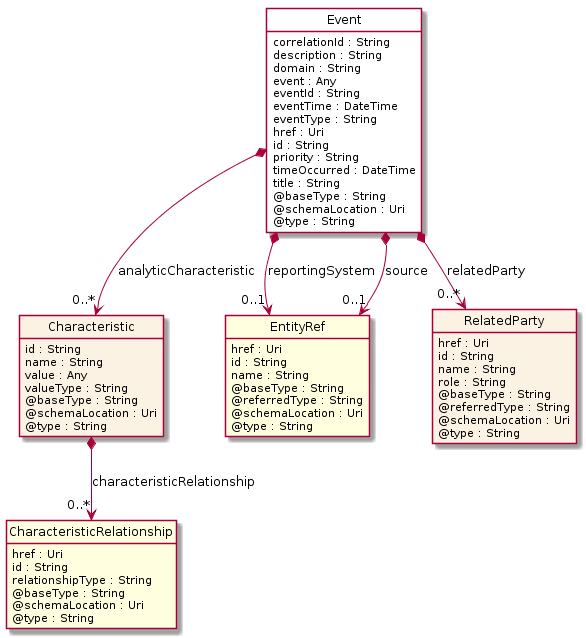 Event
correlationId : String
description : String
domain : String
event : Any
eventId : String
eventTime : DateTime
eventType : String
href : Uri
id : String
priority : String
timeOccurred : DateTime
title : String
@baseType : String
@schemaLocation : Uri
@type : String
analyticCharacteristic
reportingSystem
source
relatedParty
0..*
0..1
0..1
0..*
Characteristic
id : String
name : String
value : Any
valueType : String
@baseType : String
@schemaLocation : Uri
@type : String
EntityRef
href : Uri
id : String
name : String
@baseType : String
@referredType : String
@schemaLocation : Uri
@type : String
RelatedParty
href : Uri
id : String
name : String
role : String
@baseType : String
@referredType : String
@schemaLocation : Uri
@type : String
characteristicRelationship
0..*
CharacteristicRelationship
href : Uri
id : String
relationshipType : String
@baseType : String
@schemaLocation : Uri
@type : String